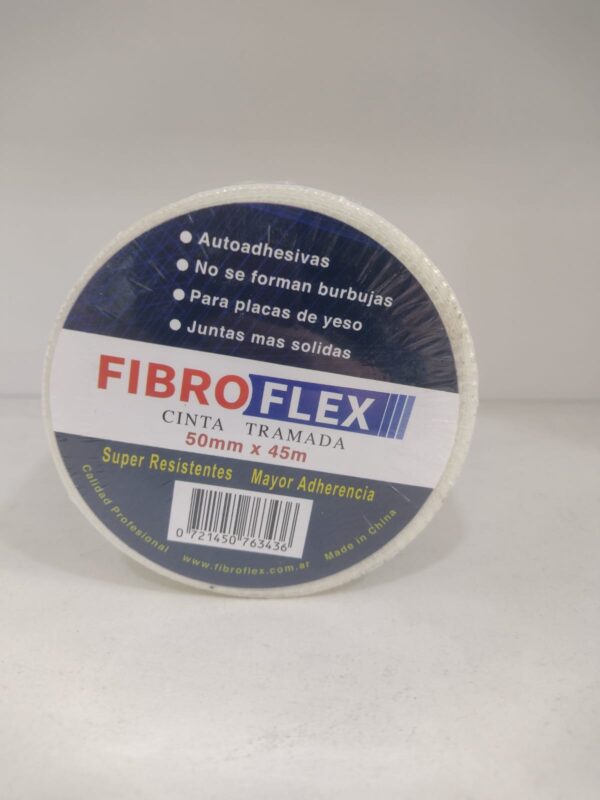 Autoadhesivas
No se forman burbujas
Para placas de yeso
Juntas mas solidas
FIBROFLEX
CINTA TRAMADA
50mm x 45m
Super Resistentes Mayor Adherencia
0 721450 763436
Calidad Profesional www.fibroflex.com.ar Made in China